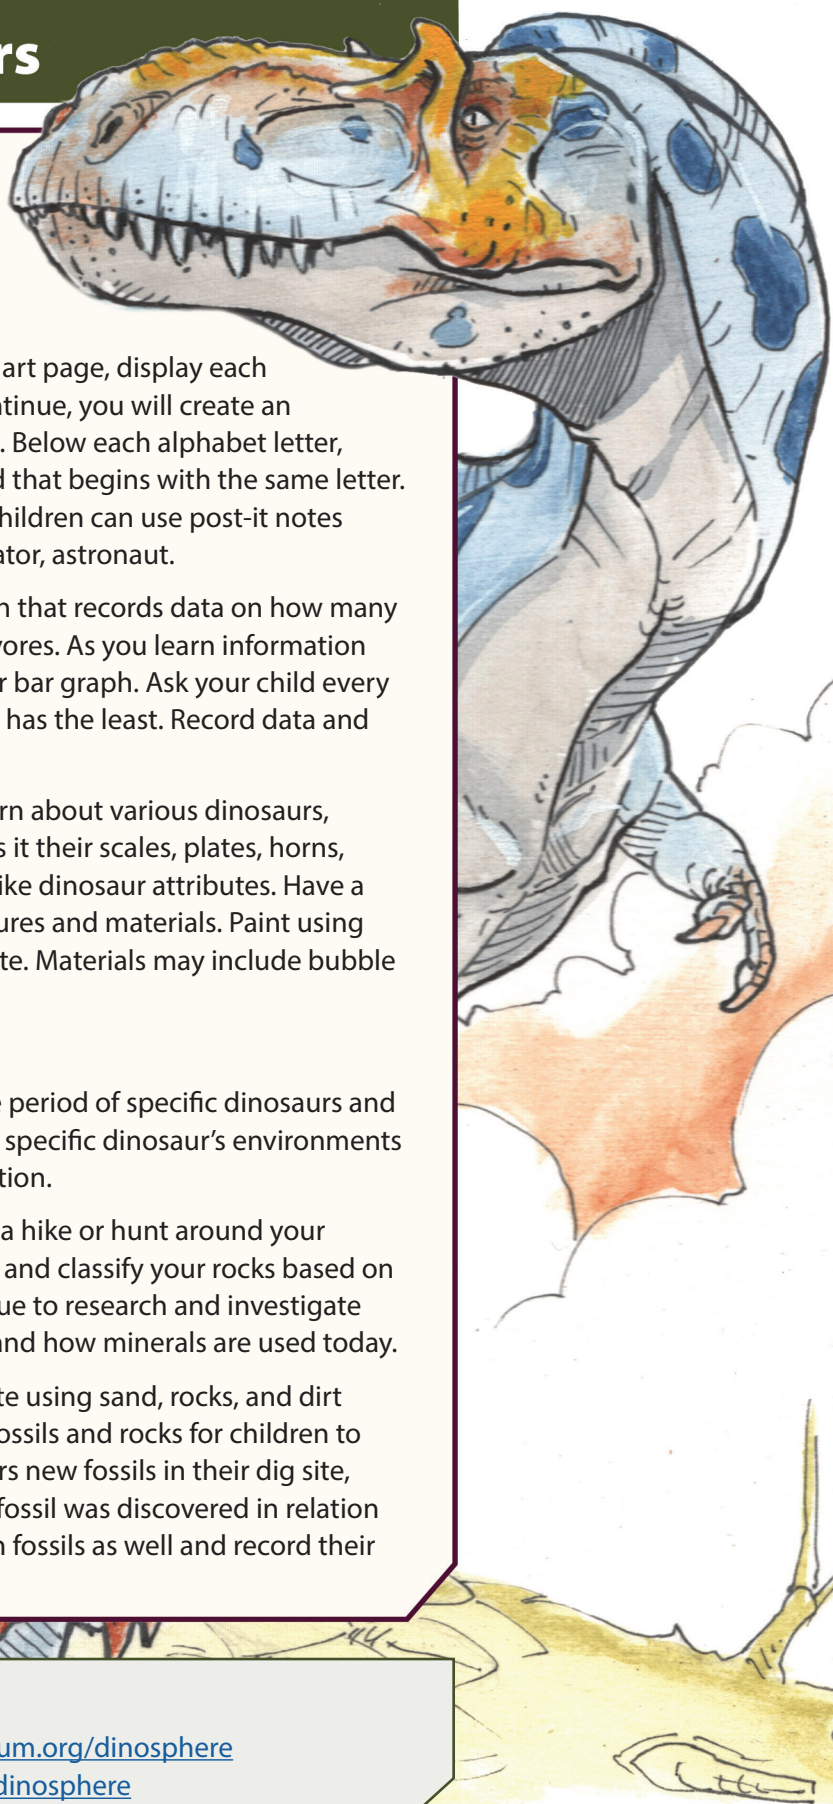 rs
art page, display each
ntinue, you will create an
. Below each alphabet letter,
d that begins with the same letter.
hildren can use post-it notes
ator, astronaut.
n that records data on how many
vores. As you learn information
r bar graph. Ask your child every
has the least. Record data and
rn about various dinosaurs,
s it their scales, plates, horns,
ike dinosaur attributes. Have a
ures and materials. Paint using
te. Materials may include bubble
e period of specific dinosaurs and
specific dinosaur’s environments
tion.
a hike or hunt around your
and classify your rocks based on
ue to research and investigate
and how minerals are used today.
te using sand, rocks, and dirt
ossils and rocks for children to
rs new fossils in their dig site,
fossil was discovered in relation
n fossils as well and record their
um.org/dinosphere
dinosphere